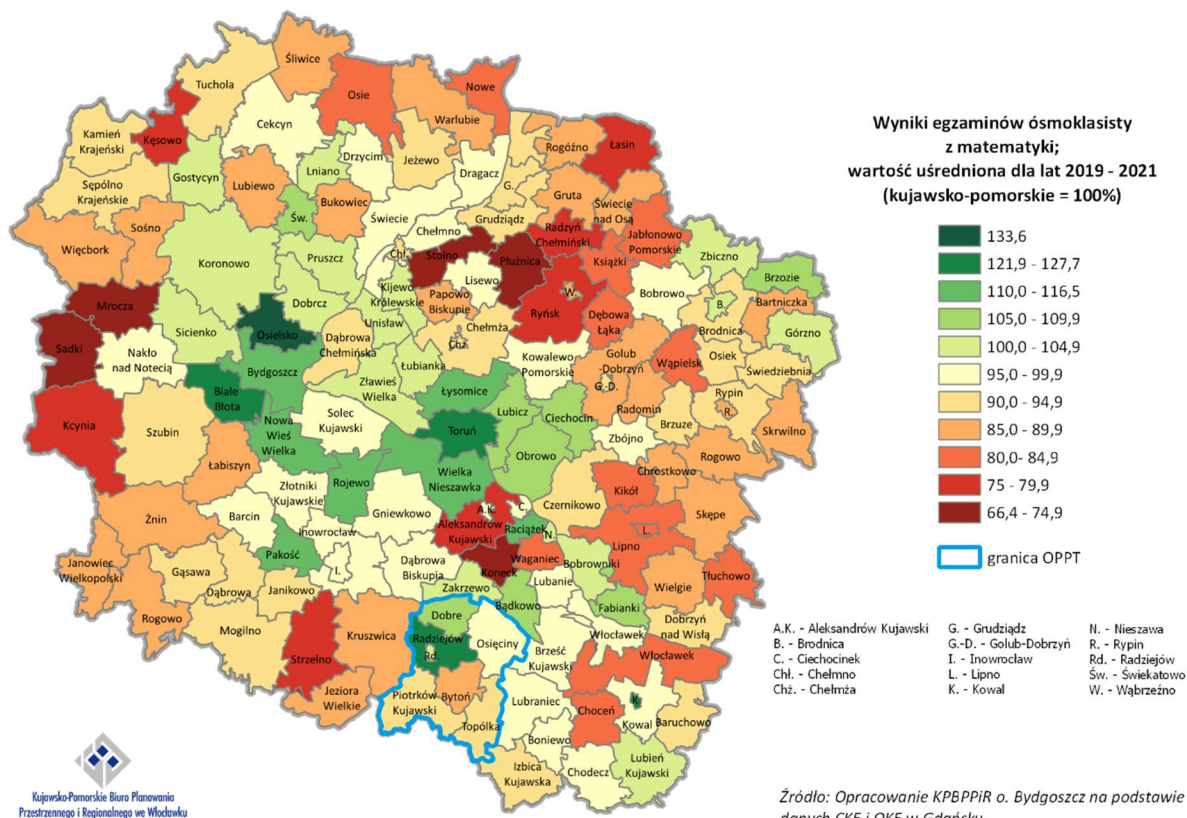 Śliwice
Tuchola
Osie
Nowe
Cekcyn
Warlubie
Kamień
Krajeński
Kęsowo
Rogóźno
Łasin
Drzycim
Jeżewo
Gostycyn
Lniano
Dragacz
Sępólno
Krajeńskie
Lubiewo
G.
Gruta
Bukowiec
Św.
Świecie
Świecie
nad Osą
Grudziądz
Sośno
Więcbork
Chełmno
Radzyń
Chełmiński
Jabłonowo
Pomorskie
Koronowo
Pruszcz
Chł.
Stolno
Płużnica
Książki
Zbiczno
Brzozie
Lisewo
Kijewo
Królewskie
Papowo
Biskupie
W.
Bobrowo
Mrocza
Dobrcz
B.
Bartniczka
Unisław
Ryńsk
Dębowa
Łąka
Sicienko
Osielsko
Dąbrowa
Chełmińska
Chełmża
Brodnica
Górzno
Sadki
Nakło
nad Notecią
Chż.
Kowalewo
Pomorskie
Golub
-Dobrzyń
Wąpielsk
Osiek
Świedziebnia
Łubianka
Bydgoszcz
Zławieś
Wielka
Łysomice
G.-D.
Rypin
Białe
Błota
Lubicz
Ciechocin
Radomin
R.
Brzuze
Skrwilno
Kcynia
Szubin
Solec
Kujawski
Toruń
Nowa
Wieś
Wielka
Zbójno
Łabiszyn
Obrowo
Rogowo
Wielka
Nieszawka
Chrostkowo
Złotniki
Kujawskie
Rojewo
Kikół
Czernikowo
Żnin
Barcin
Gniewkowo
A.K.
C.
Skępe
Inowrocław
Aleksandrów
Kujawski
Raciążek
N.
L.
Lipno
Pakość
Dąbrowa
Biskupia
Waganiec
Bobrowniki
Janowiec
Wielkopolski
Gąsawa
I.
Koneck
Lubanie
Wielgie
Tłuchowo
Dąbrowa
Janikowo
Zakrzewo
Bądkowo
Fabianki
Rogowo
Mogilno
Kruszwica
Dobre
Dobrzyń
nad Wisłą
Strzelno
Radziejów
Rd.
Osięciny
Włocławek
Brześć
Kujawski
Włocławek
Jeziora
Wielkie
Piotrków
Kujawski
Bytoń
Lubraniec
Choceń
K.
Kowal
Baruchowo
Topólka
Boniewo
Izbica
Kujawska
Chodecz
Lubień
Kujawski
Wyniki egzaminów ósmoklasisty
z matematyki;
wartość uśredniona dla lat 2019 - 2021
(kujawsko-pomorskie = 100%)
133,6
121,9 - 127,7
110,0 - 116,5
105,0 - 109,9
100,0 - 104,9
95,0 - 99,9
90,0 - 94,9
85,0 - 89,9
80,0- 84,9
75 - 79,9
66,4 - 74,9
granica OPPT
A.K. - Aleksandrów Kujawski
B. - Brodnica
C. - Ciechocinek
Chł. - Chełmno
Chż. - Chełmża
G. - Grudziądz
G.-D. - Golub-Dobrzyń
I. - Inowrocław
L. - Lipno
K. - Kowal
N. - Nieszawa
R. - Rypin
Rd. - Radziejów
Św. - Świekatowo
W. - Wąbrzeźno
Kujawsko-Pomorskie Biuro Planowania
Przestrzennego i Regionalnego we Włocławku
Źródło: Opracowanie KPBPPiR o. Bydgoszcz na podstawie
danych CKE i OKE w Gdańsku